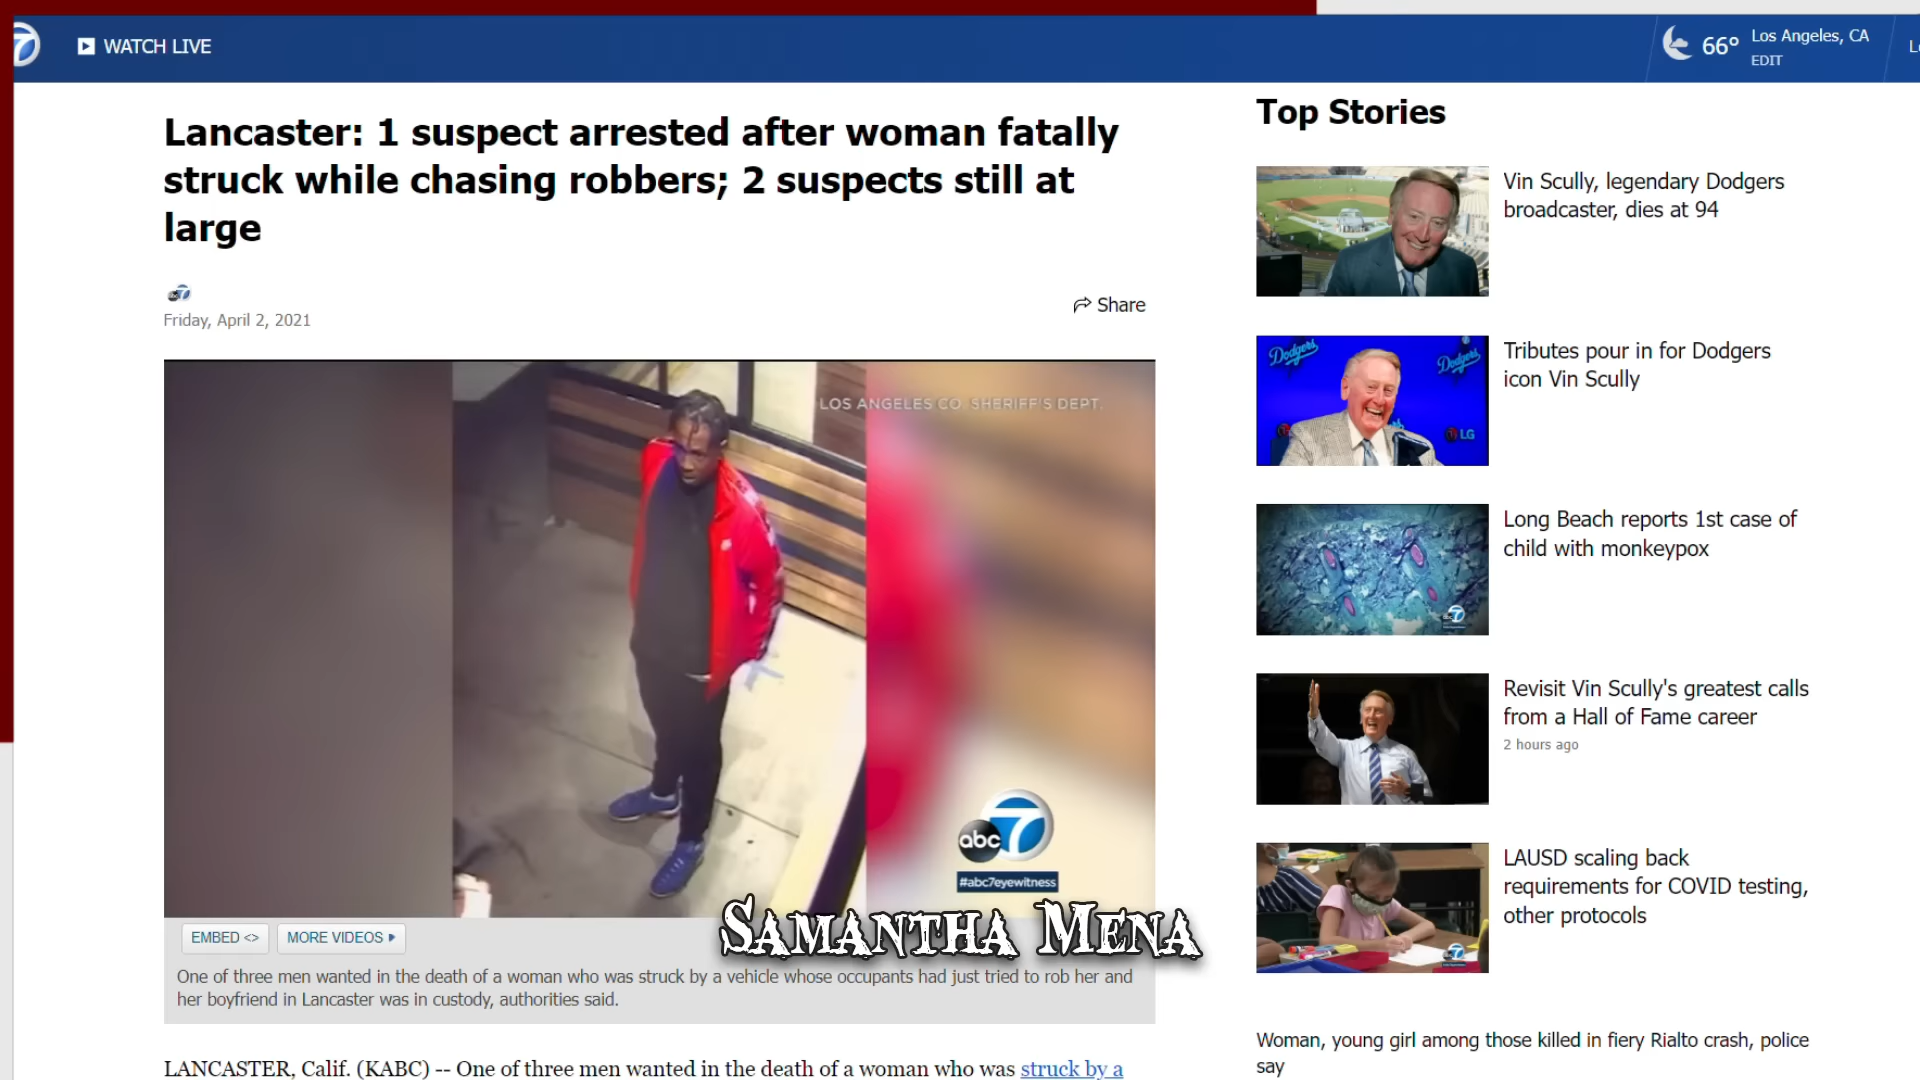 7
WATCH LIVE
66°
Los Angeles, CA
EDIT
Lancaster: 1 suspect arrested after woman fatally
struck while chasing robbers; 2 suspects still at
large
abc7
Friday, April 2, 2021
Share
LOS ANGELES CO. SHERIFF'S DEPT.
abc 7
#abc7eyewitness
EMBED <>
MORE VIDEOS
SAMANTHA MENA
One of three men wanted in the death of a woman who was struck by a vehicle whose occupants had just tried to rob her and
her boyfriend in Lancaster was in custody, authorities said.
LANCASTER, Calif. (KABC) -- One of three men wanted in the death of a woman who was struck by a
Top Stories
Vin Scully, legendary Dodgers
broadcaster, dies at 94
Dodgers
Dodgers
LG
Tributes pour in for Dodgers
icon Vin Scully
Long Beach reports 1st case of
child with monkeypox
Revisit Vin Scully's greatest calls
from a Hall of Fame career
2 hours ago
LAUSD scaling back
requirements for COVID testing,
other protocols
Woman, young girl among those killed in fiery Rialto crash, police
say